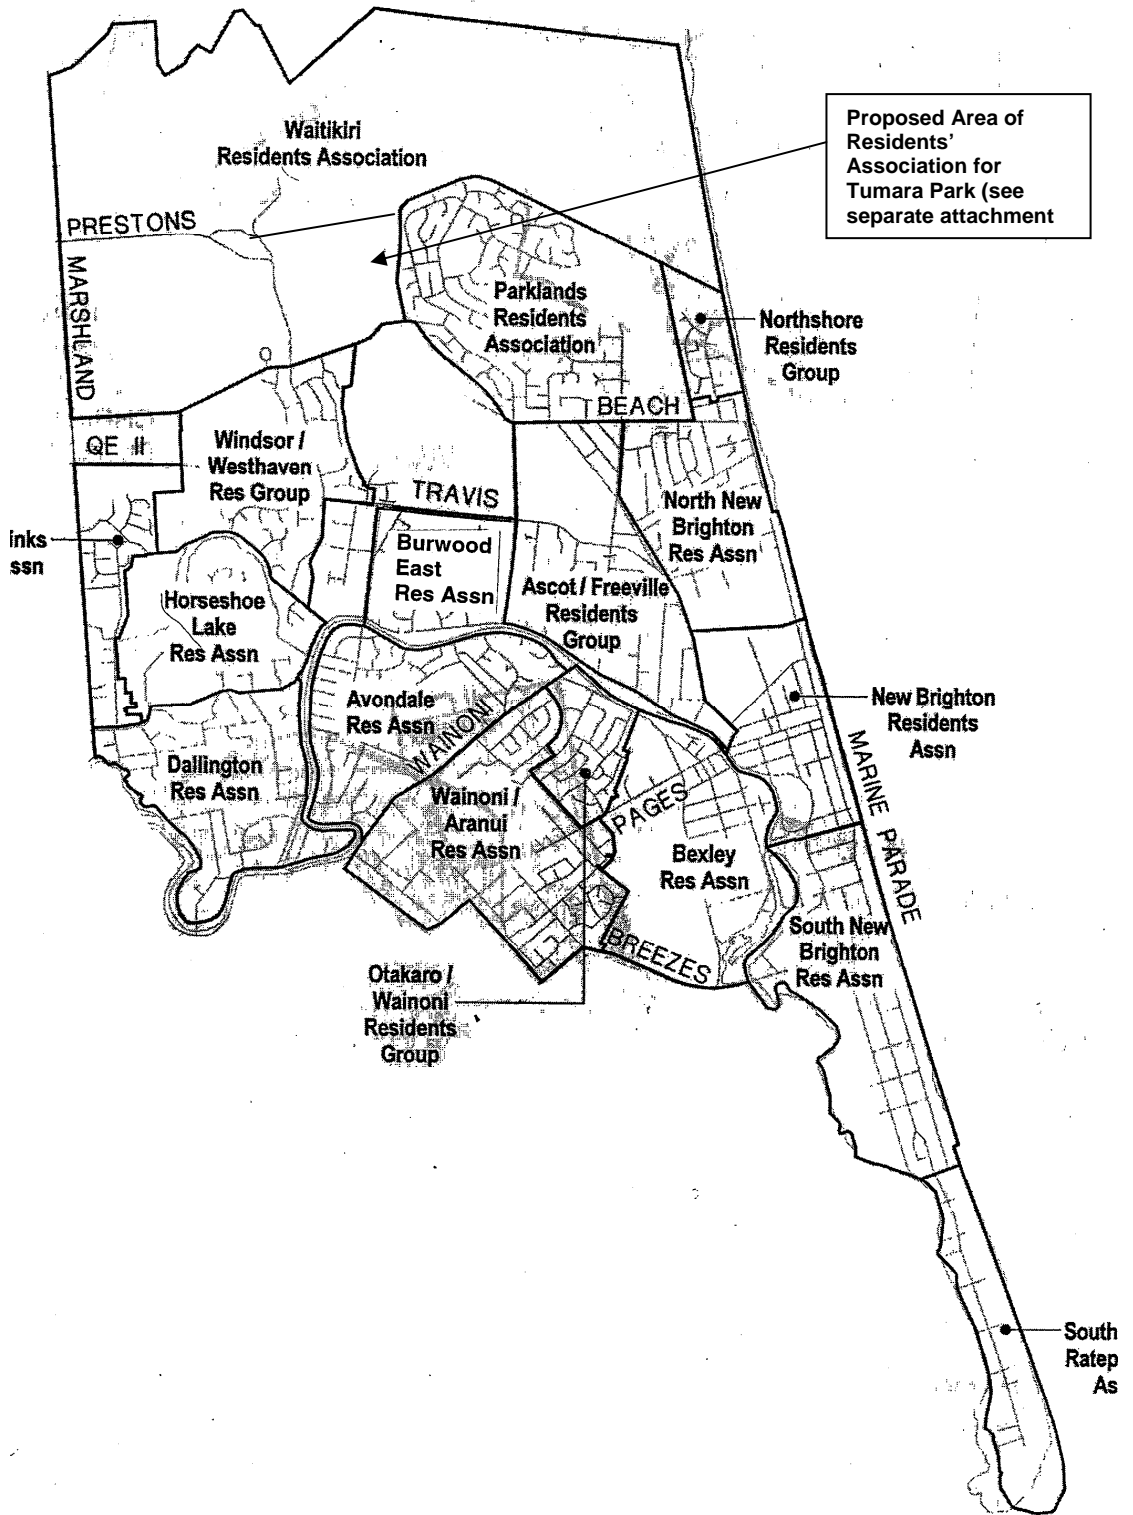 Proposed Area of
Residents'
Association for
Tumara Park (see
separate attachment
Waitikiri
Residents Association
PRESTONS
MARSHLAND
Parklands
Residents
Association
Northshore
Residents
Group
BEACH
QE II
Windsor /
Westhaven
Res Group
TRAVIS
North New
Brighton
Res Assn
inks
ssn
Burwood
East
Res Assn
Ascot / Freeville
Residents
Group
Horseshoe
Lake
Res Assn
Avondale
Res Assn
WAINONI
New Brighton
Residents
Assn
MARINE PARADE
Dallington
Res Assn
Wainoni /
Aranui
Res Assn
PAGES
Bexley
Res Assn
South New
Brighton
Res Assn
BREEZES
Otakaro /
Wainoni
Residents
Group
South
Ratep
As